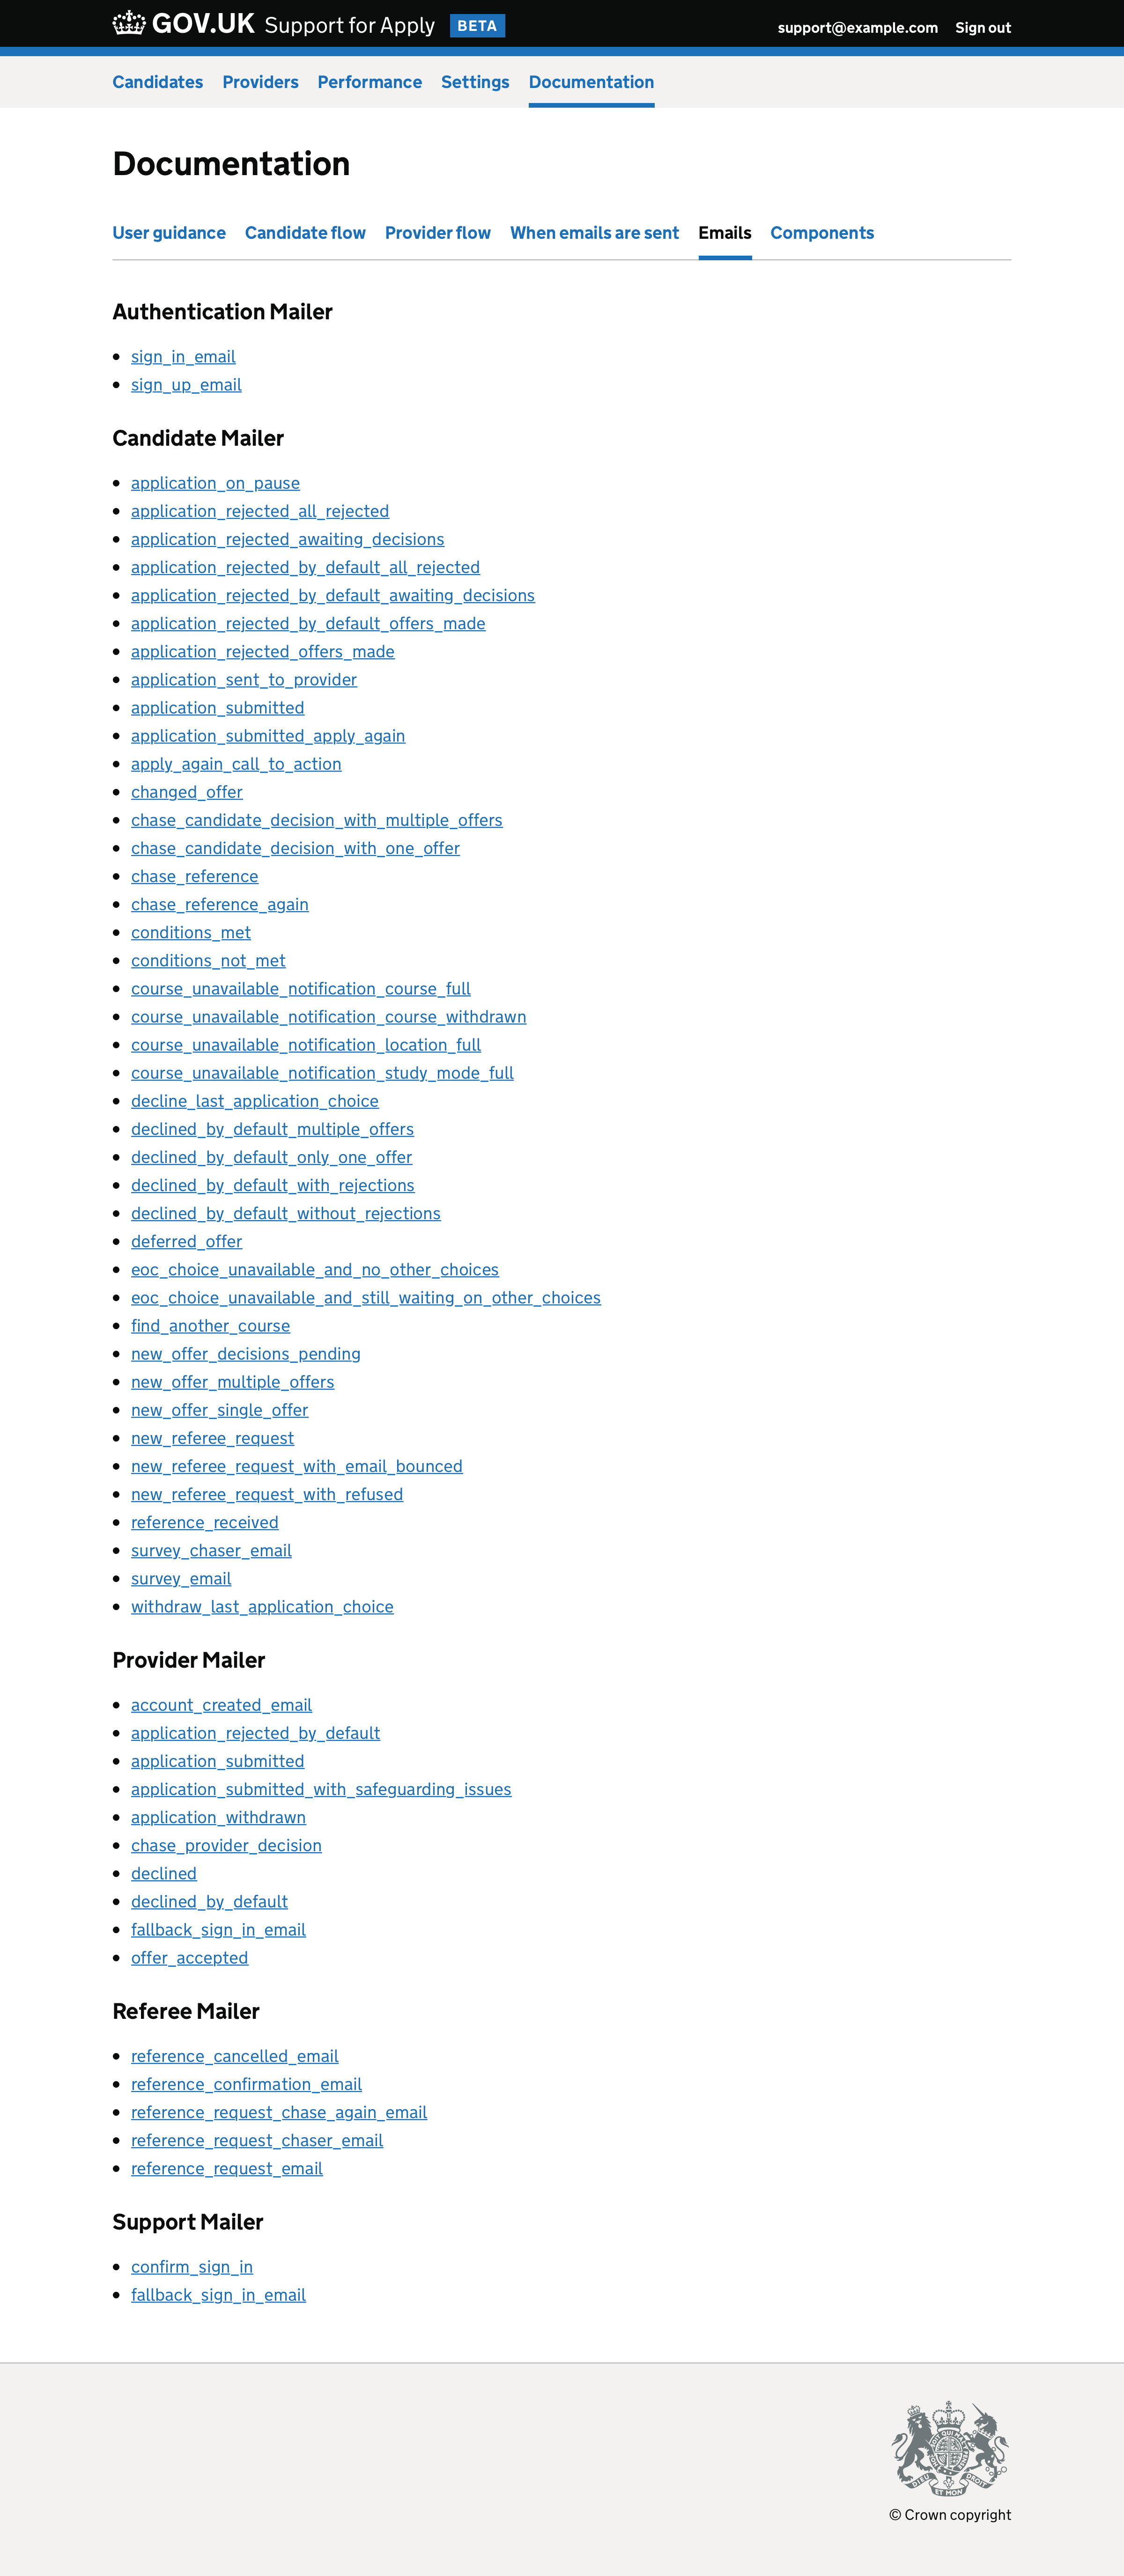 GOV.UK Support for Apply BETA
support@example.com Sign out
Candidates Providers Performance Settings Documentation
Documentation
User guidance Candidate flow Provider flow When emails are sent Emails Components
Authentication Mailer
sign_in_email
sign_up_email
Candidate Mailer
application_on_pause
application_rejected_all_rejected
application_rejected_awaiting_decisions
application_rejected_by_default_all_rejected
application_rejected_by_default_awaiting_decisions
application_rejected_by_default_offers_made
application_rejected_offers_made
application_sent_to_provider
application_submitted
application_submitted_apply_again
apply_again_call_to_action
changed_offer
chase_candidate_decision_with_multiple_offers
chase_candidate_decision_with_one_offer
chase_reference
chase_reference_again
conditions_met
conditions_not_met
course_unavailable_notification_course_full
course_unavailable_notification_course_withdrawn
course_unavailable_notification_location_full
course_unavailable_notification_study_mode_full
decline_last_application_choice
declined_by_default_multiple_offers
declined_by_default_only_one_offer
declined_by_default_with_rejections
declined_by_default_without_rejections
deferred_offer
eoc_choice_unavailable_and_no_other_choices
eoc_choice_unavailable_and_still_waiting_on_other_choices
find_another_course
new_offer_decisions_pending
new_offer_multiple_offers
new_offer_single_offer
new_referee_request
new_referee_request_with_email_bounced
new_referee_request_with_refused
reference_received
survey_chaser_email
survey_email
withdraw_last_application_choice
Provider Mailer
account_created_email
application_rejected_by_default
application_submitted
application_submitted_with_safeguarding_issues
application_withdrawn
chase_provider_decision
declined
declined_by_default
fallback_sign_in_email
offer_accepted
Referee Mailer
reference_cancelled_email
reference_confirmation_email
reference_request_chase_again_email
reference_request_chaser_email
reference_request_email
Support Mailer
confirm_sign_in
fallback_sign_in_email
DIEU ET MON DROIT
© Crown copyright